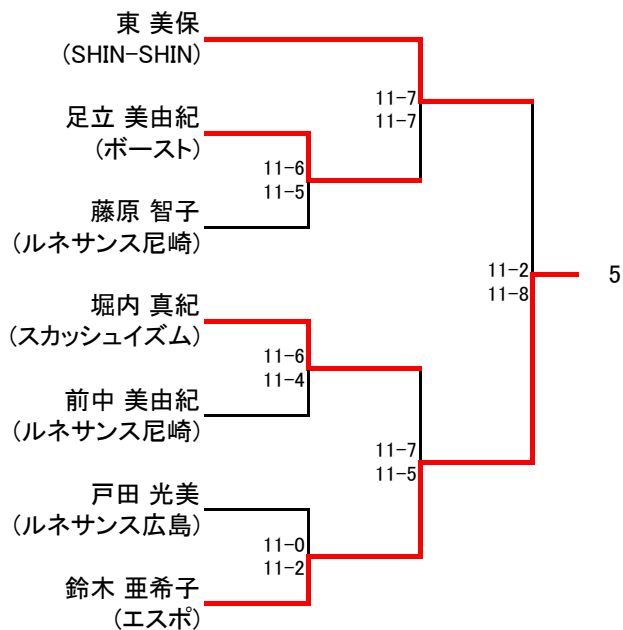 東 美保
(SHIN-SHIN)
足立 美由紀
(ボースト)
藤原 智子
(ルネサンス尼崎)
堀内 真紀
(スカッシュイズム)
前中 美由紀
(ルネサンス尼崎)
戸田 光美
(ルネサンス広島)
鈴木 亜希子
(エスポ)
11-6
11-5
11-6
11-4
11-0
11-2
11-7
11-7
11-7
11-5
11-2
11-8
5